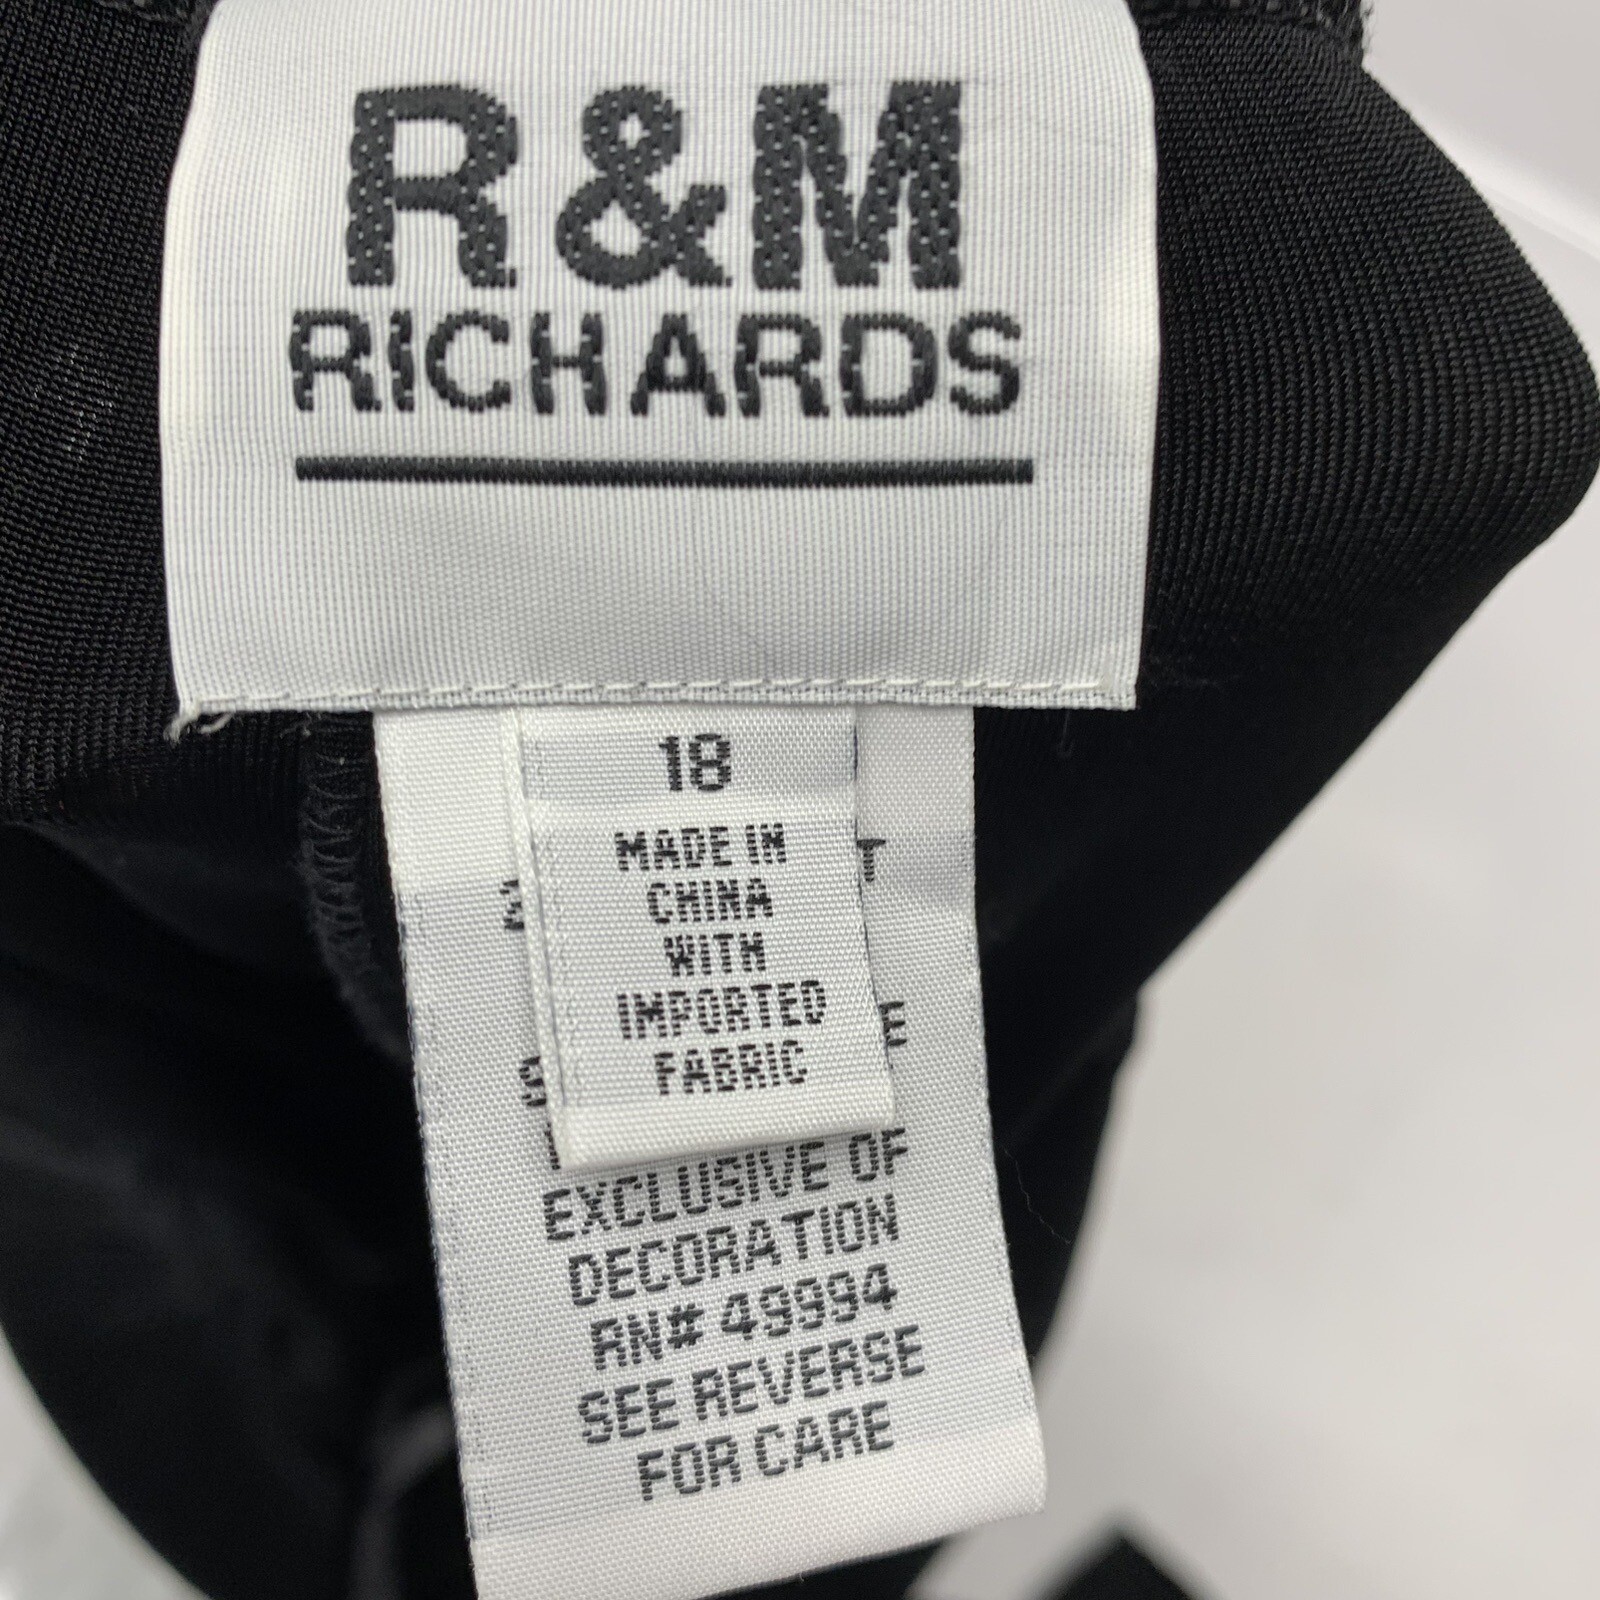 R&M
RICHARDS
18
MADE IN
CHINA
WITH
IMPORTED
FABRIC
EXCLUSIVE OF
DECORATION
RN# 49994
SEE REVERSE
FOR CARE